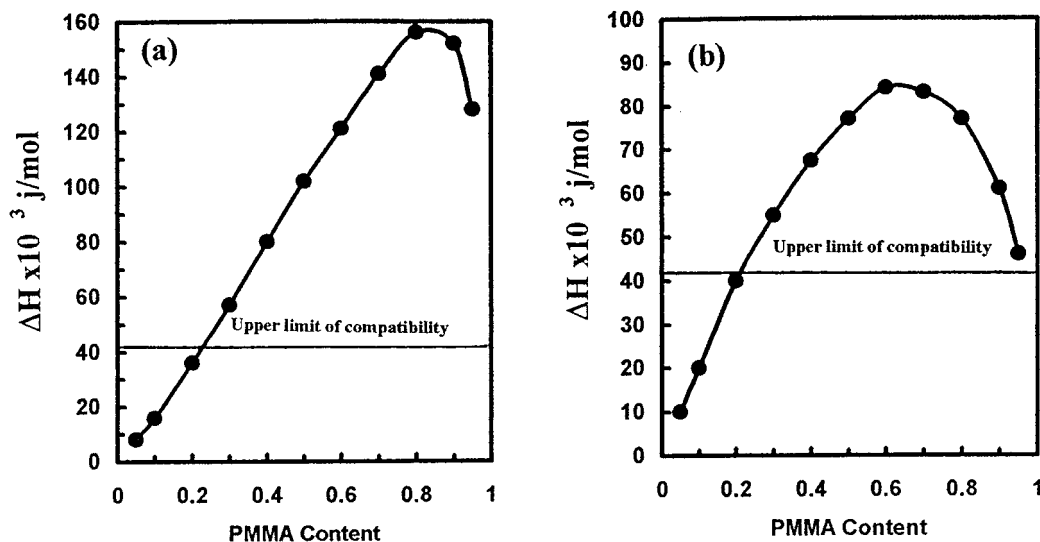 (a)
160
140
120
100
80
60
40
20
0
ΔH x10 ³ j/mol
Upper limit of compatibility
0 0.2 0.4 0.6 0.8 1
PMMA Content
(b)
100
90
80
70
60
50
40
30
20
10
0
ΔH x10 ³ j/mol
Upper limit of compatibility
0 0.2 0.4 0.6 0.8 1
PMMA Content